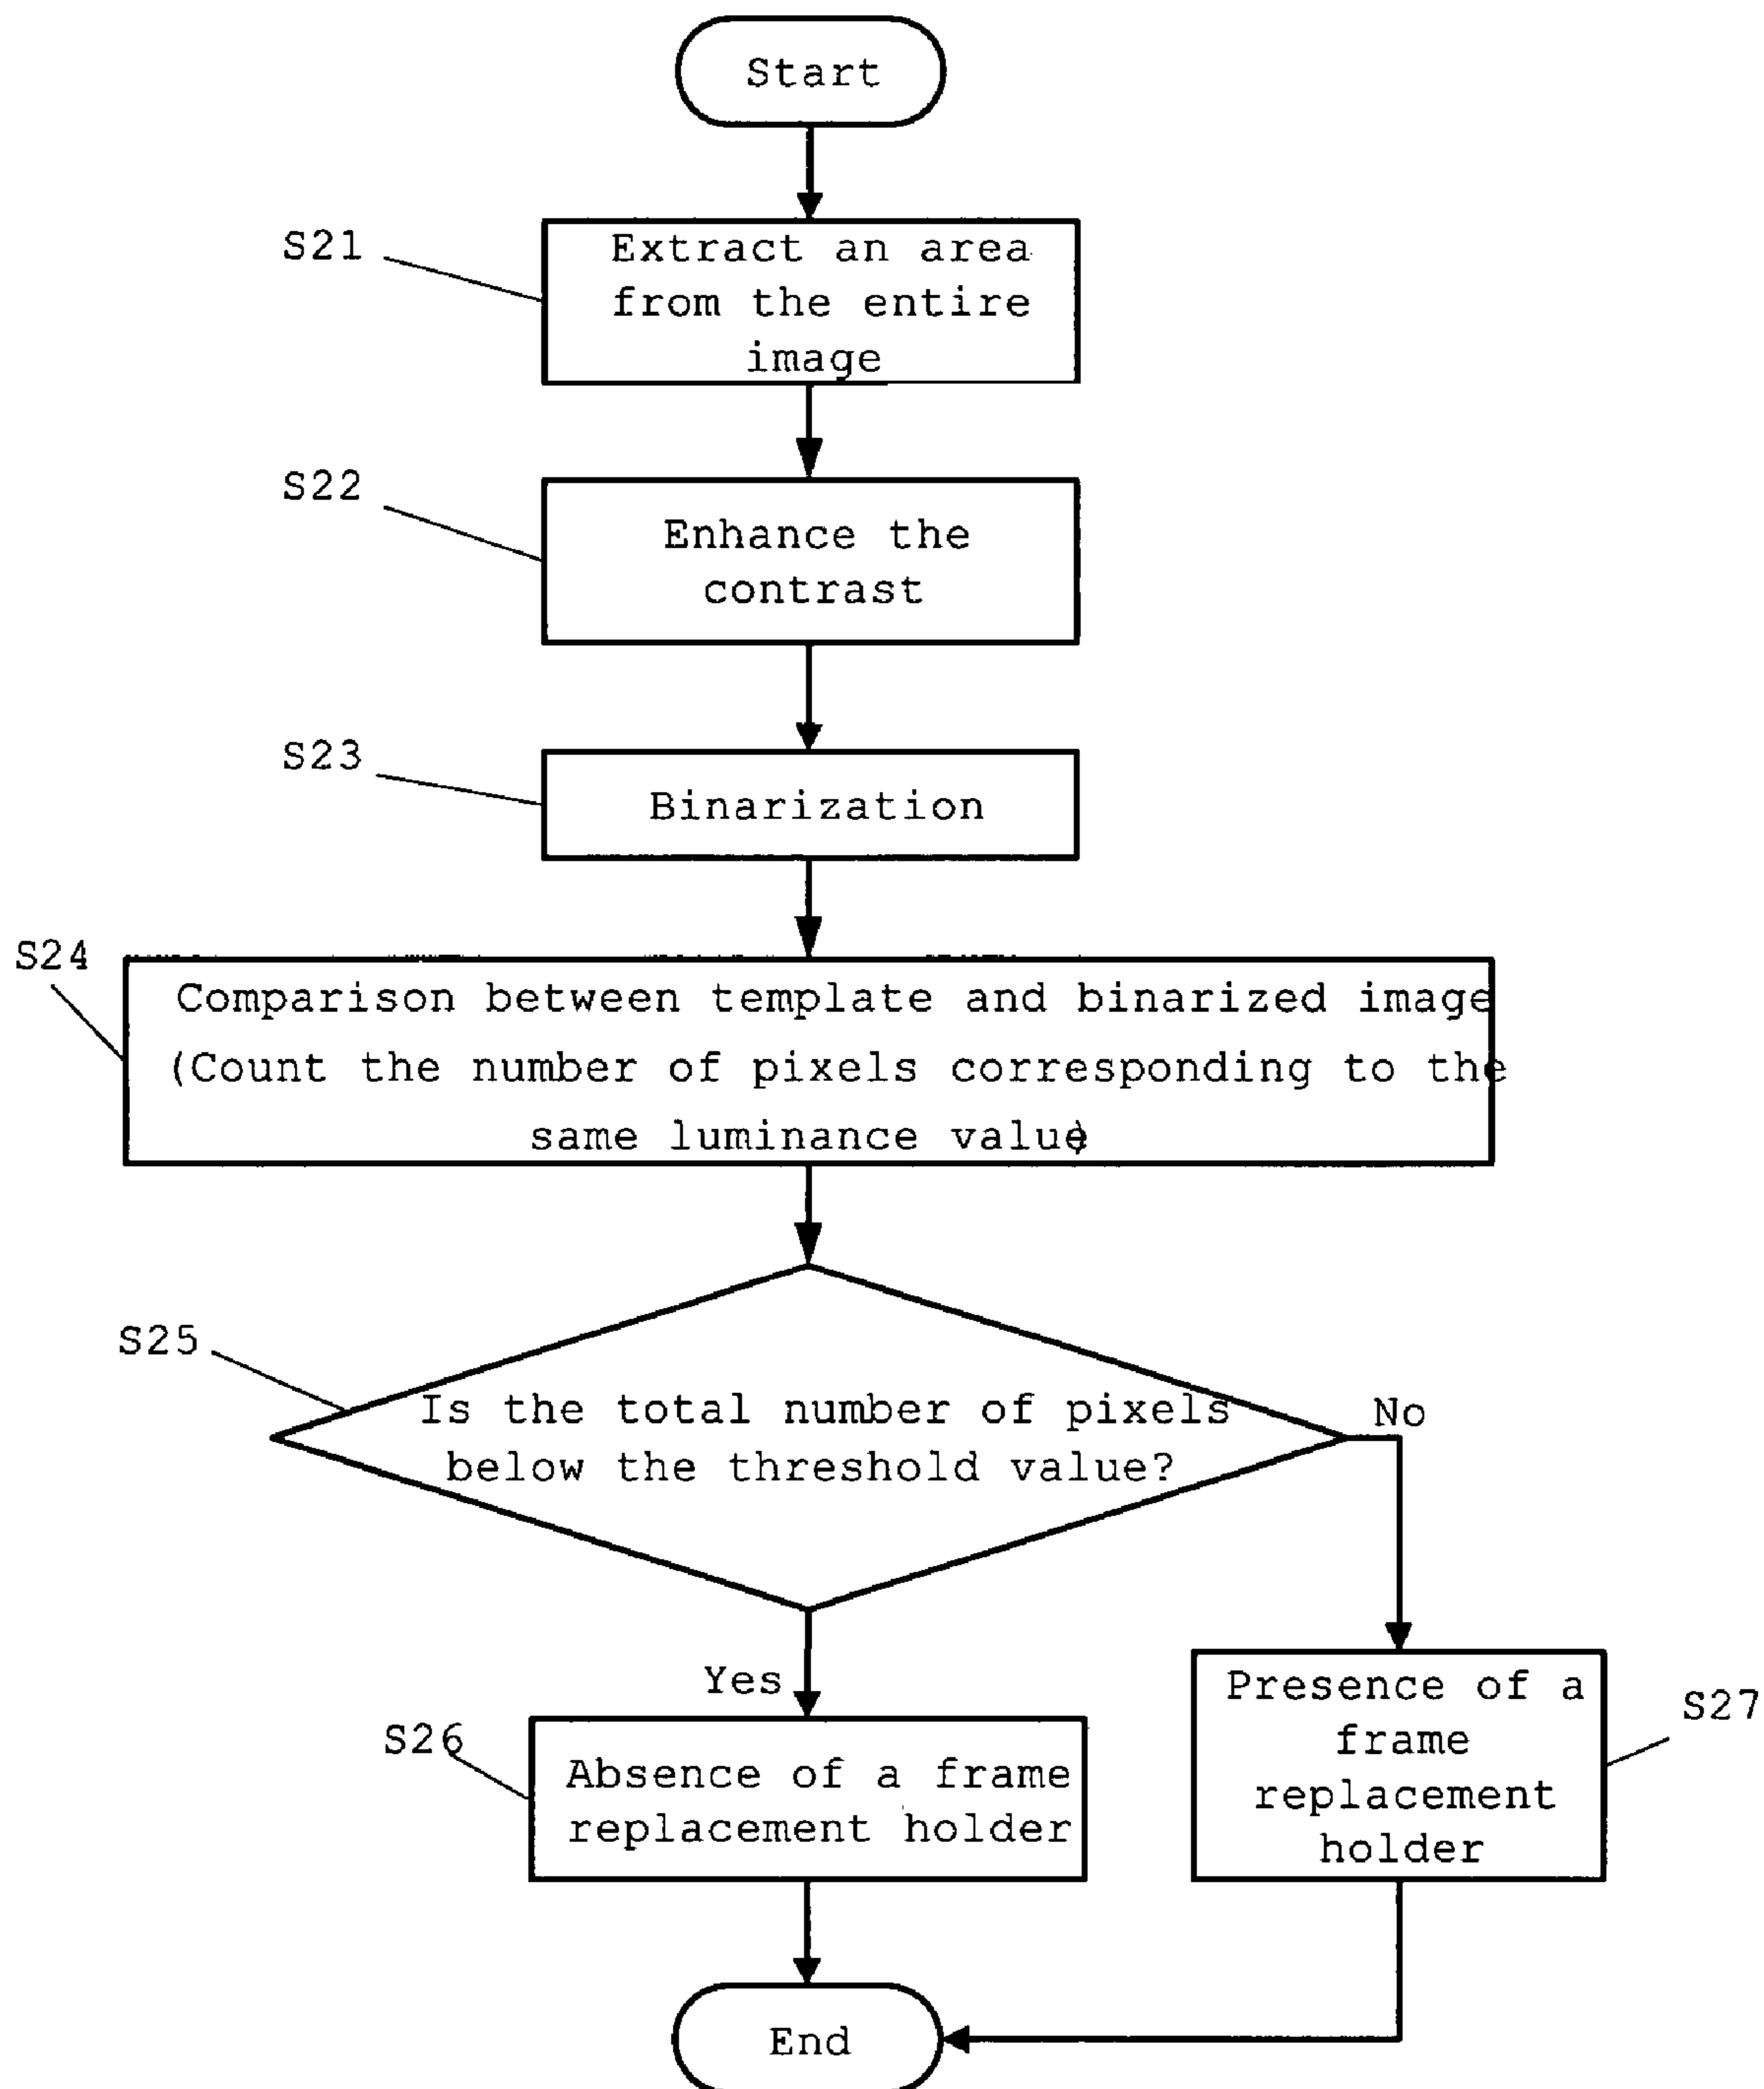 Start
S21
Extract an area
from the entire
image
S22
Enhance the
contrast
S23
Binarization
S24
Comparison between template and binarized image
(Count the number of pixels corresponding to the
same luminance value)
S25
Is the total number of pixels
below the threshold value?
No
Yes
S26
Absence of a frame
replacement holder
Presence of a
frame
replacement
holder
S27
End